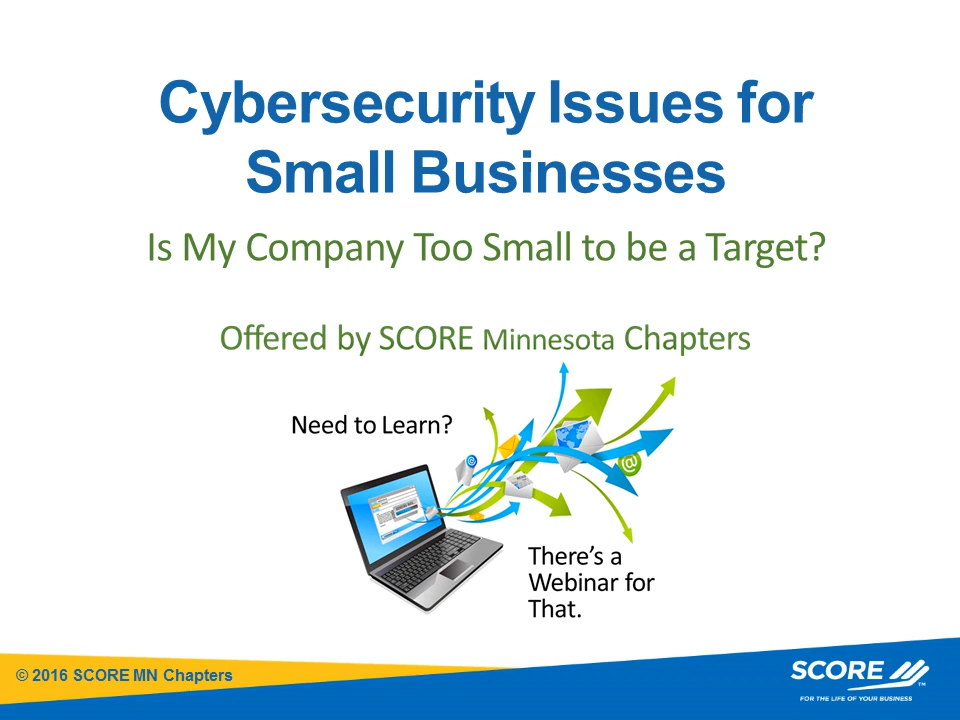 Cybersecurity Issues for
Small Businesses
Is My Company Too Small to be a Target?
Offered by SCORE Minnesota Chapters
Need to Learn?
@
@
There's a
Webinar for
That.
© 2016 SCORE MN Chapters
SCORE
TM
FOR THE LIFE OF YOUR BUSINESS